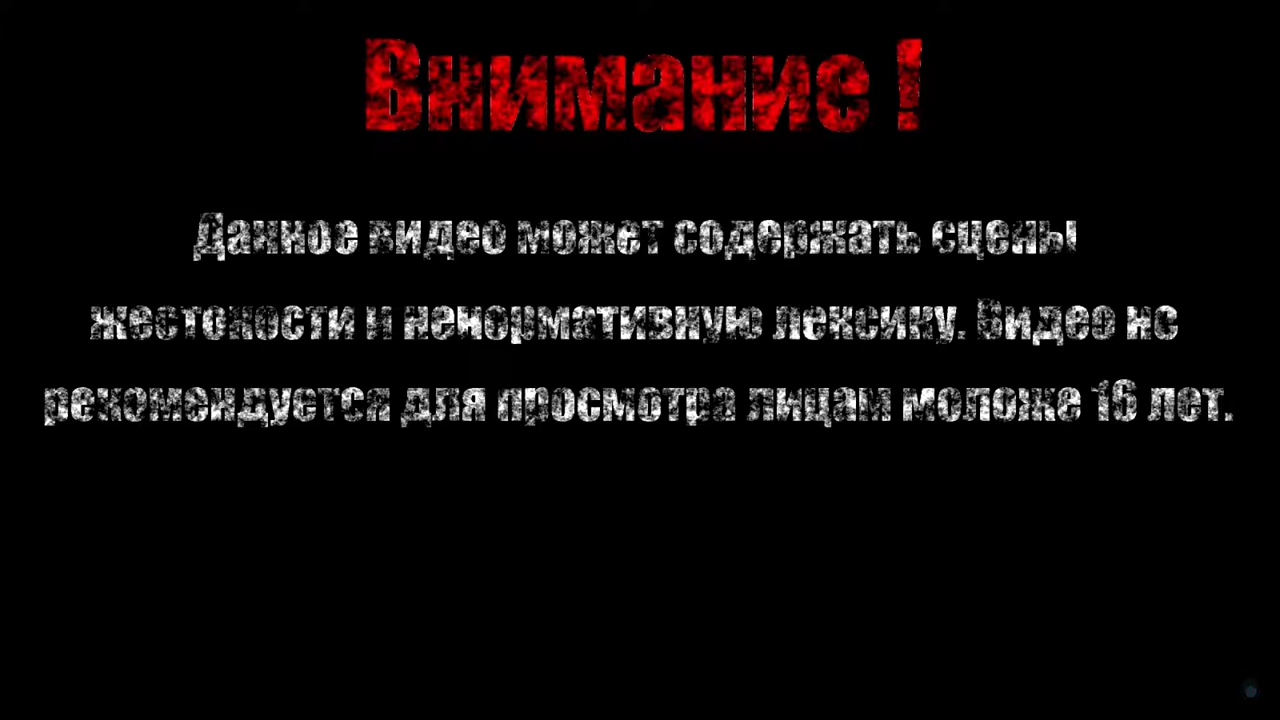 Внимание !
Данное видео может содержать сцены
жестокости и ненормативную лексику. Видео не
рекомендуется для просмотра лицам моложе 16 лет.